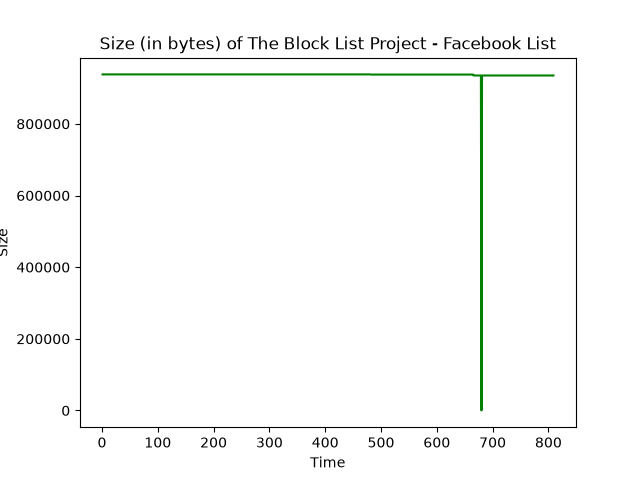 Size (in bytes) of The Block List Project - Facebook List
Size
800000
600000
400000
200000
0
0 100 200 300 400 500 600 700 800
Time